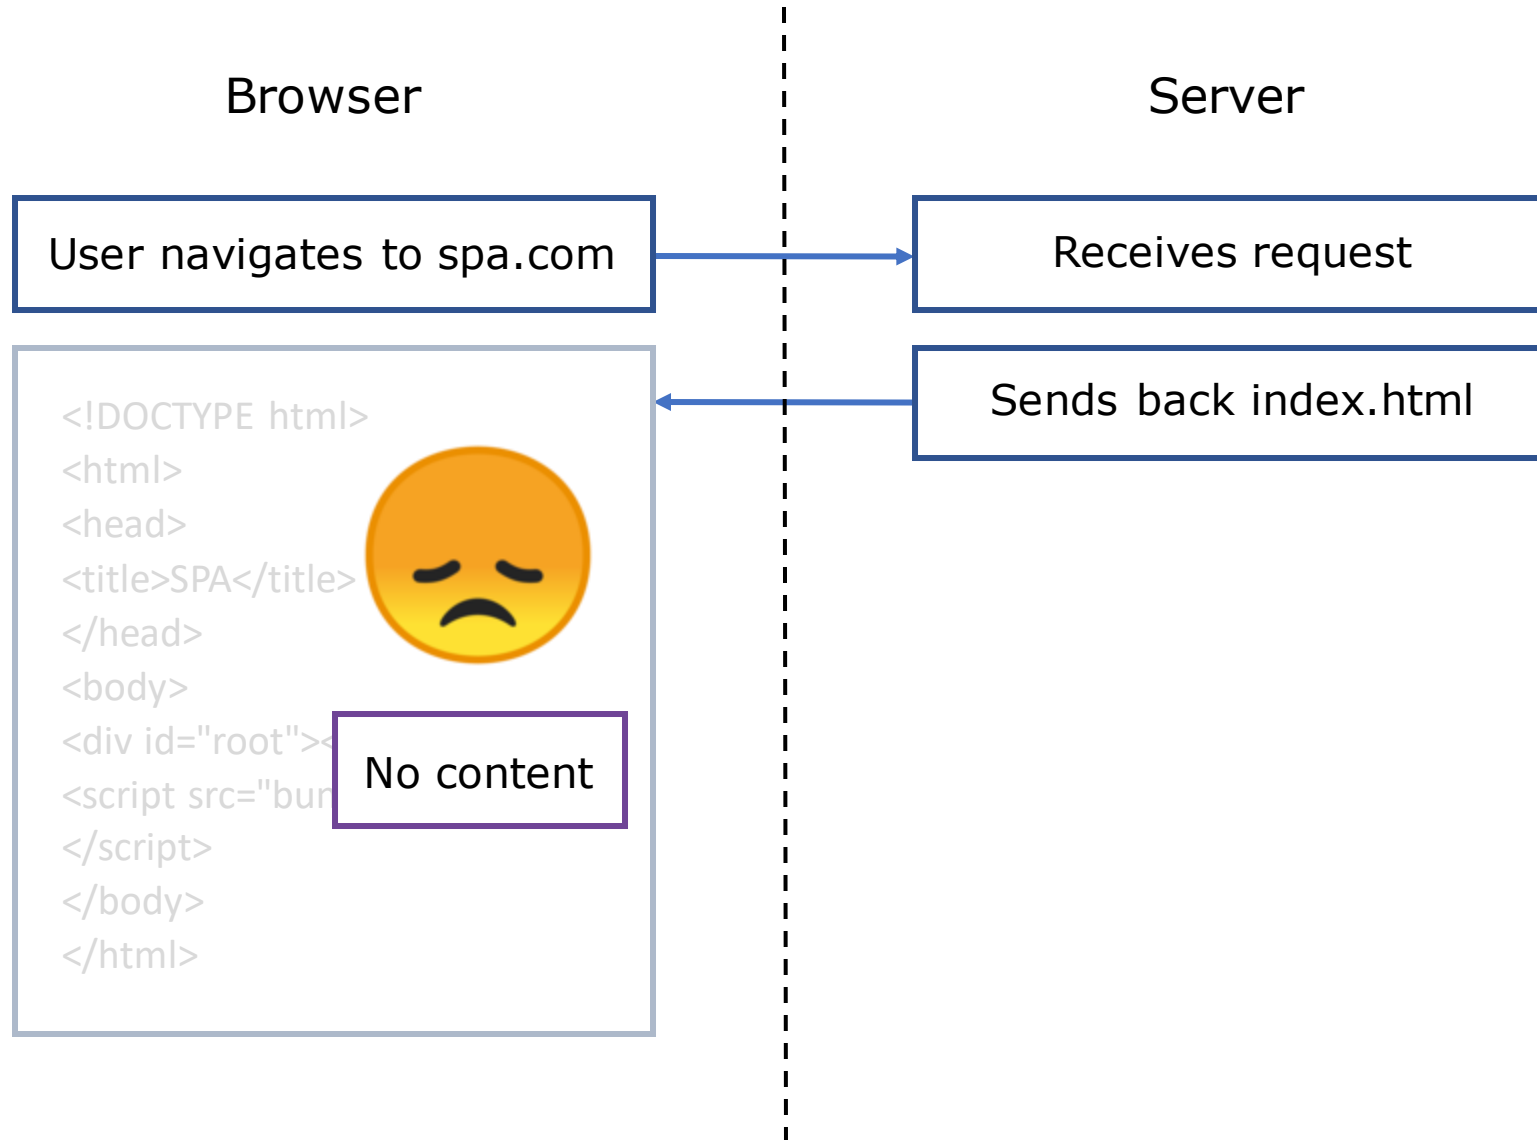 Browser
Server
User navigates to spa.com
Receives request
Sends back index.html
<!DOCTYPE html>
<html>
<head>
<title>SPA</title>
</head>
<body>
<div id="root"><
<script src="bun
No content
</script>
</body>
</html>